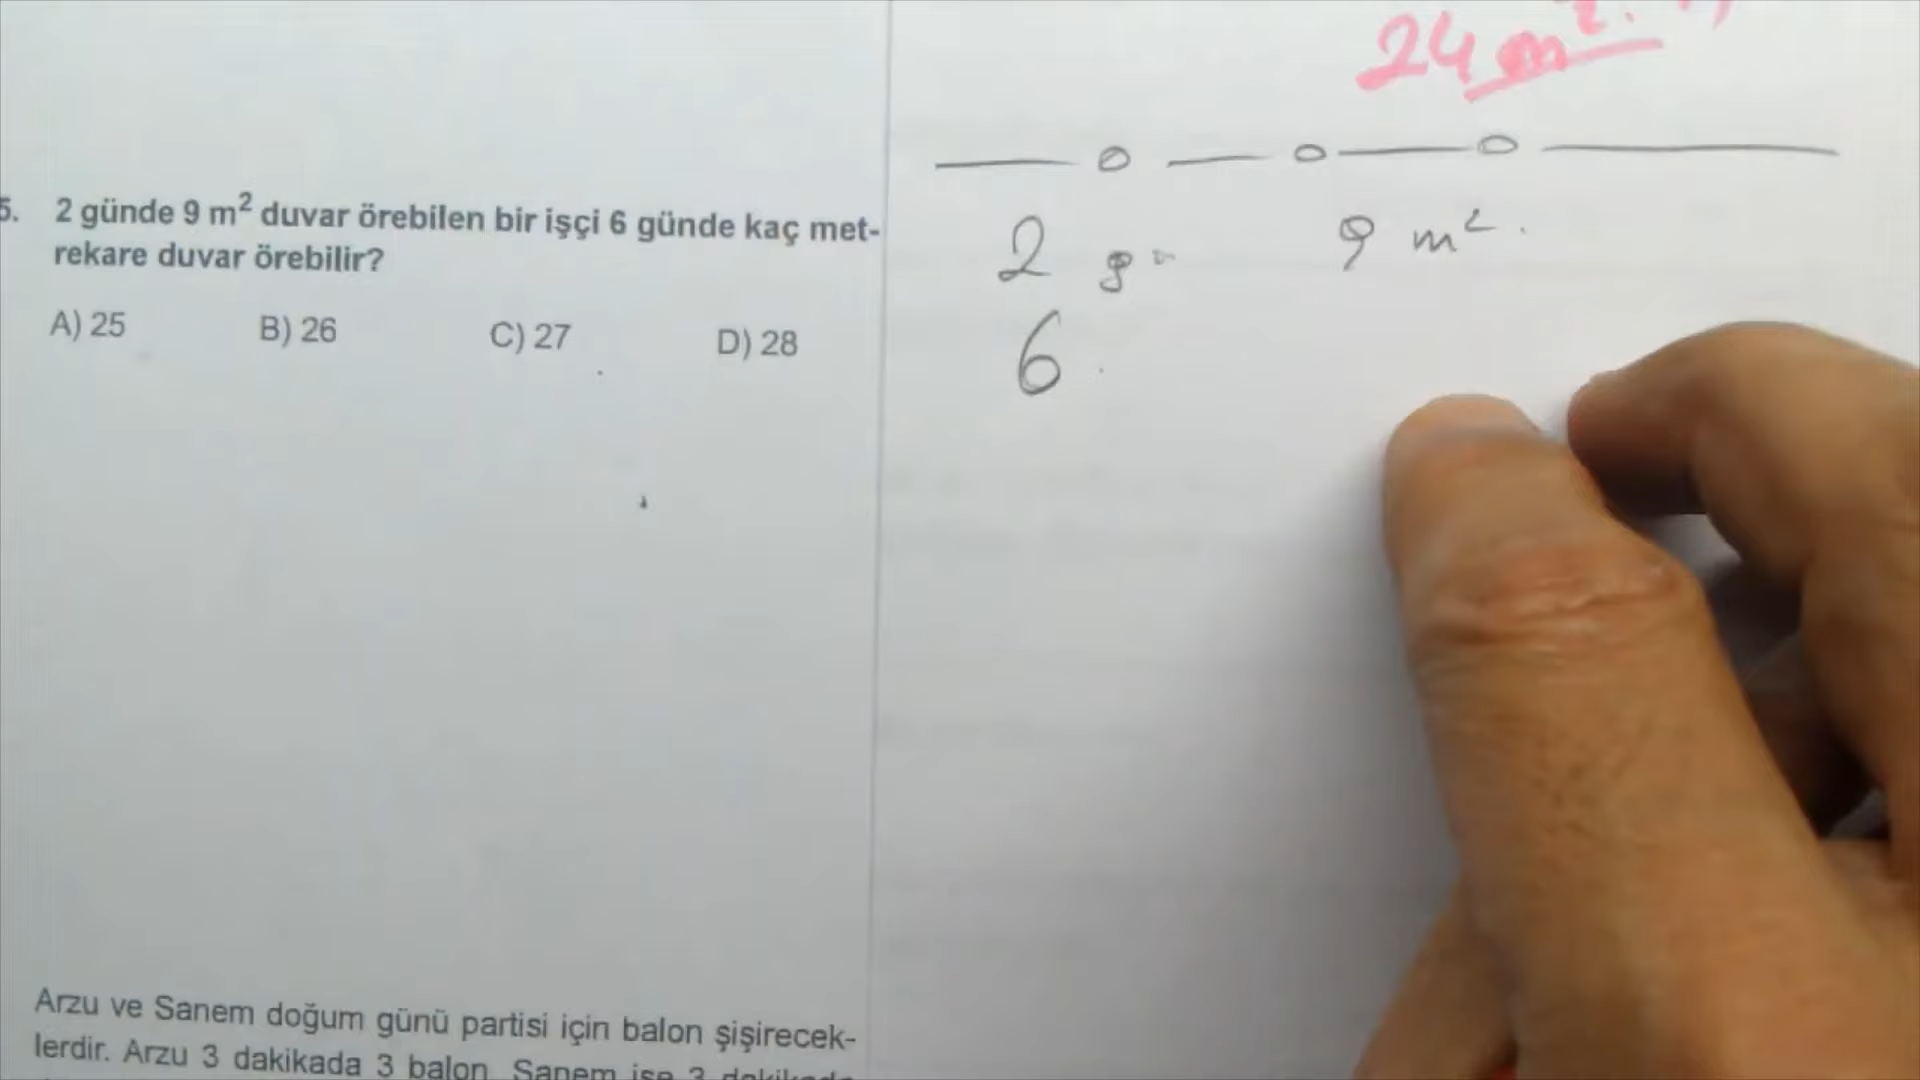 5. 2 günde 9 m² duvar örebilen bir işçi 6 günde kaç met-
rekare duvar örebilir?
A) 25 B) 26 C) 27 D) 28
Arzu ve Sanem doğum günü partisi için balon şişirecek-
lerdir. Arzu 3 dakikada 3 balon, Sanem ise 3 dakikada
24 m²
2 g 9 m².
6